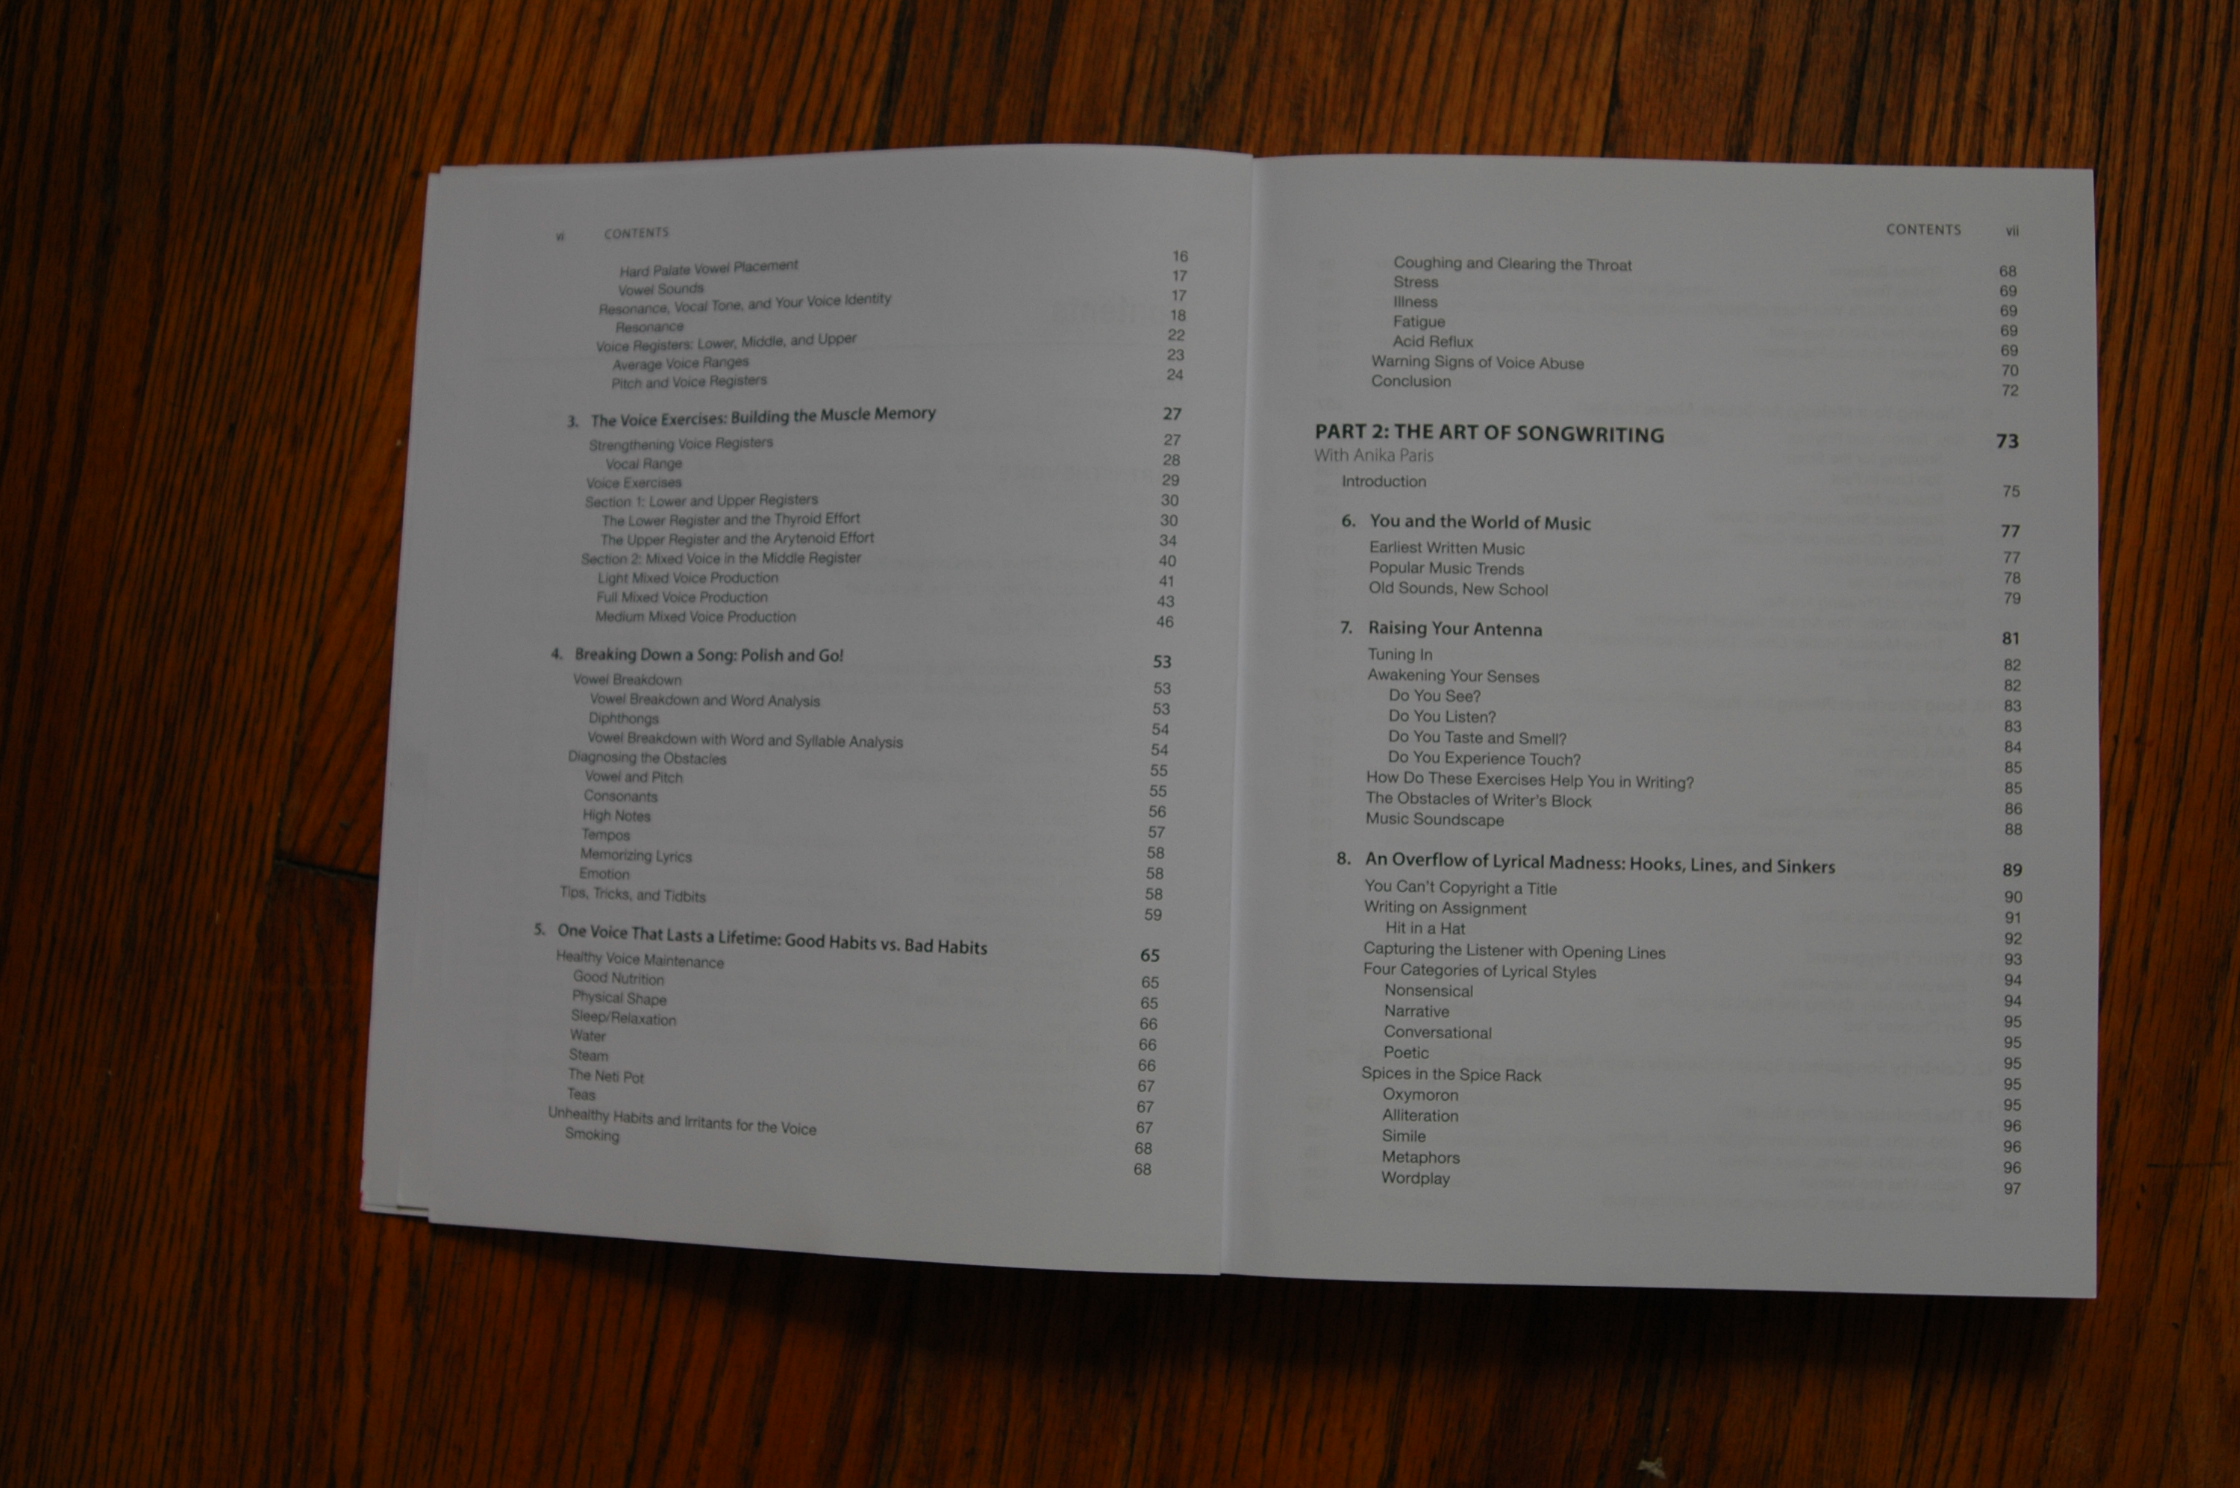 vi CONTENTS
Hard Palate Vowel Placement 16
Vowel Sounds 17
Resonance, Vocal Tone, and Your Voice Identity 17
Resonance 18
Voice Registers: Lower, Middle, and Upper 22
Average Voice Ranges 23
Pitch and Voice Registers 24
3. The Voice Exercises: Building the Muscle Memory 27
Strengthening Voice Registers 27
Vocal Range 28
Voice Exercises 29
Section 1: Lower and Upper Registers 30
The Lower Register and the Thyroid Effort 30
The Upper Register and the Arytenoid Effort 34
Section 2: Mixed Voice in the Middle Register 40
Light Mixed Voice Production 41
Full Mixed Voice Production 43
Medium Mixed Voice Production 46
4. Breaking Down a Song: Polish and Go! 53
Vowel Breakdown 53
Vowel Breakdown and Word Analysis 53
Diphthongs 54
Vowel Breakdown with Word and Syllable Analysis 54
Diagnosing the Obstacles 55
Vowel and Pitch 55
Consonants 56
High Notes 57
Tempos 58
Memorizing Lyrics 58
Emotion 58
Tips, Tricks, and Tidbits 59
5. One Voice That Lasts a Lifetime: Good Habits vs. Bad Habits 65
Healthy Voice Maintenance 65
Good Nutrition 65
Physical Shape 66
Sleep/Relaxation 66
Water 66
Steam 67
The Neti Pot 67
Teas 67
Unhealthy Habits and Irritants for the Voice 68
Smoking 68
CONTENTS vii
Coughing and Clearing the Throat 68
Stress 69
Illness 69
Fatigue 69
Acid Reflux 69
Warning Signs of Voice Abuse 70
Conclusion 72
PART 2: THE ART OF SONGWRITING 73
With Anika Paris
Introduction 75
6. You and the World of Music 77
Earliest Written Music 77
Popular Music Trends 78
Old Sounds, New School 79
7. Raising Your Antenna 81
Tuning In 82
Awakening Your Senses 82
Do You See? 83
Do You Listen? 83
Do You Taste and Smell? 84
Do You Experience Touch? 85
How Do These Exercises Help You in Writing? 85
The Obstacles of Writer's Block 86
Music Soundscape 88
8. An Overflow of Lyrical Madness: Hooks, Lines, and Sinkers 89
You Can't Copyright a Title 90
Writing on Assignment 91
Hit in a Hat 92
Capturing the Listener with Opening Lines 93
Four Categories of Lyrical Styles 94
Nonsensical 94
Narrative 95
Conversational 95
Poetic 95
Spices in the Spice Rack 95
Oxymoron 95
Alliteration 96
Simile 96
Metaphors 96
Wordplay 97